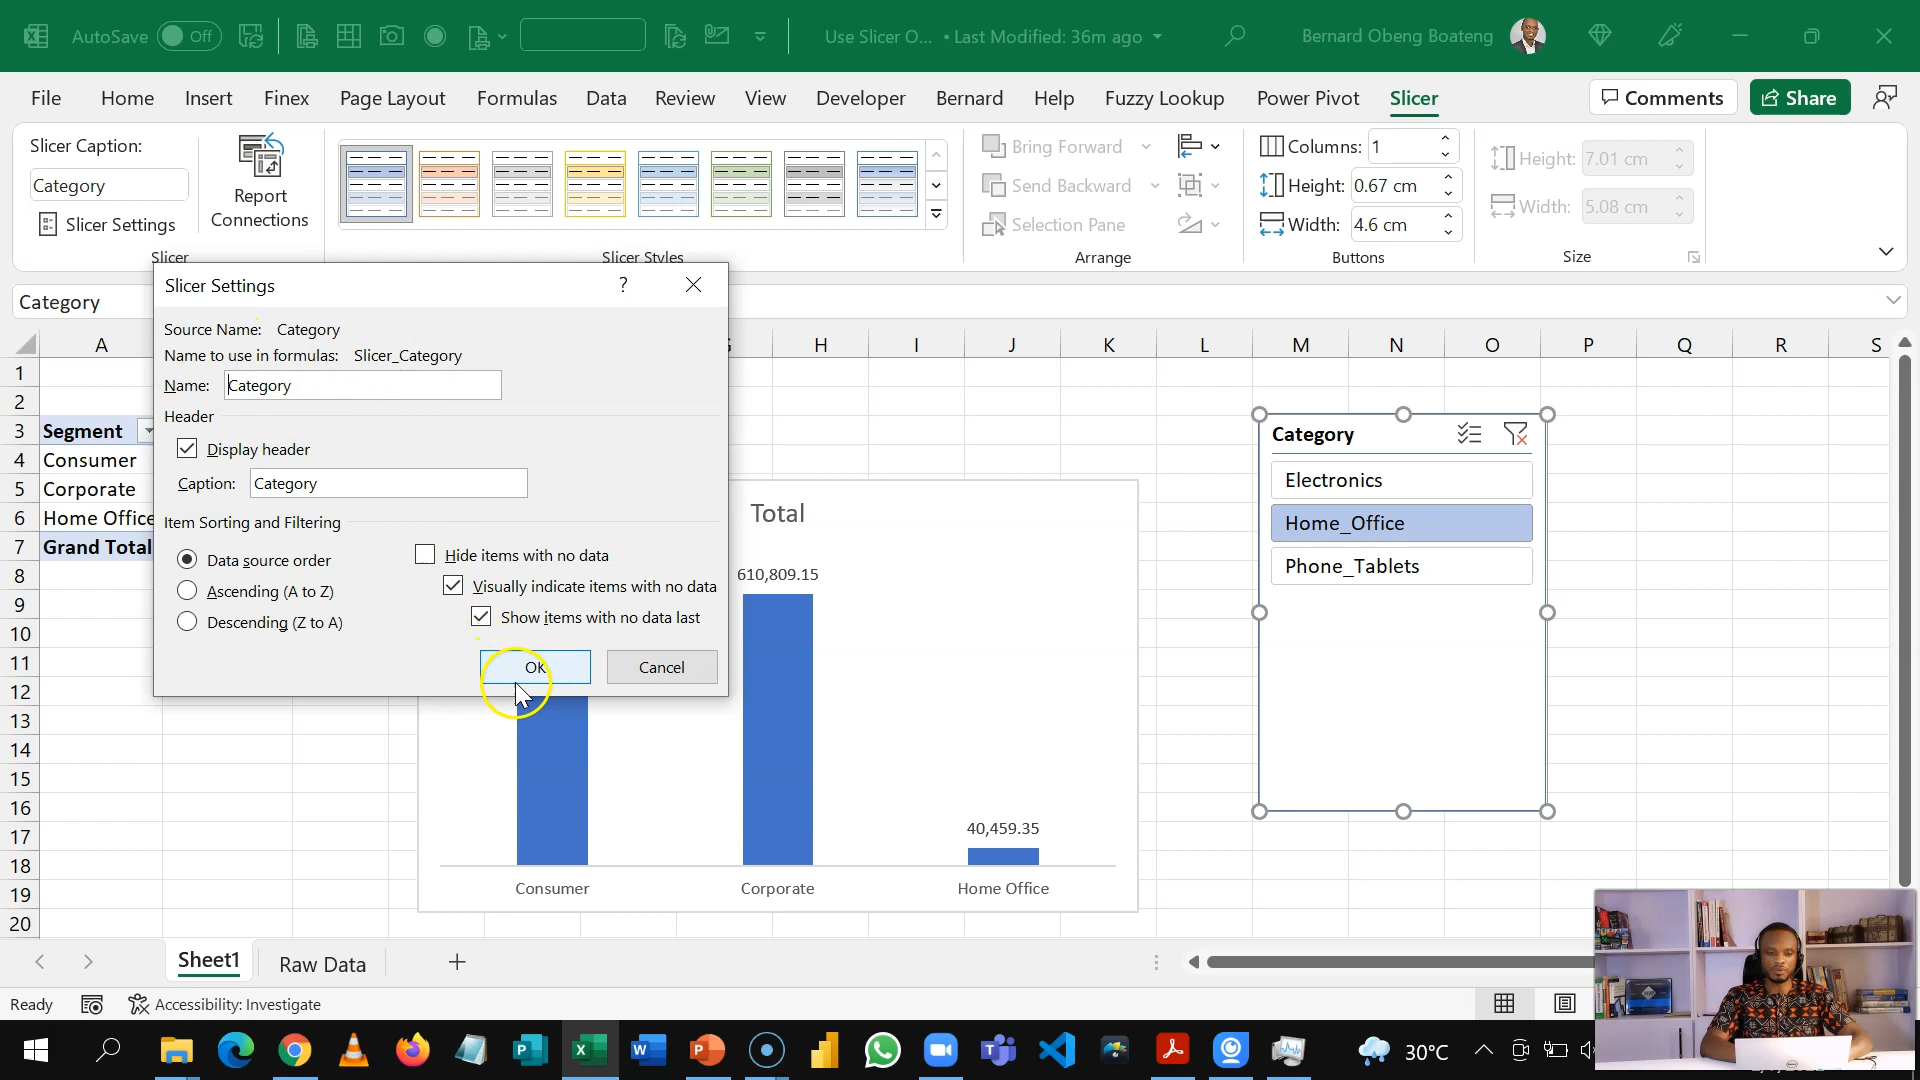 AutoSave Off Use Slicer O... • Last Modified: 36m ago Bernard Obeng Boateng
File Home Insert Finex Page Layout Formulas Data Review View Developer Bernard Help Fuzzy Lookup Power Pivot Slicer Comments Share
Slicer Caption:
Category
Slicer Settings
Report
Connections
Slicer
Slicer Styles
Bring Forward
Send Backward
Selection Pane
Arrange
Columns: 1
Height: 0.67 cm
Width: 4.6 cm
Buttons
Height: 7.01 cm
Width: 5.08 cm
Size
Category
Slicer Settings ?
Source Name: Category
Name to use in formulas: Slicer_Category
Name: Category
Header
Display header
Caption: Category
Item Sorting and Filtering
Data source order
Ascending (A to Z)
Descending (Z to A)
Hide items with no data
Visually indicate items with no data
Show items with no data last
OK Cancel
A H I J K L M N O P Q R S
1
2
3 Segment
4 Consumer
5 Corporate
6 Home Office
7 Grand Total
8
9
10
11
12
13
14
15
16
17
18
19
20
Total
610,809.15
40,459.35
Consumer Corporate Home Office
Category
Electronics
Home_Office
Phone_Tablets
Sheet1 Raw Data
Ready Accessibility: Investigate
30°C